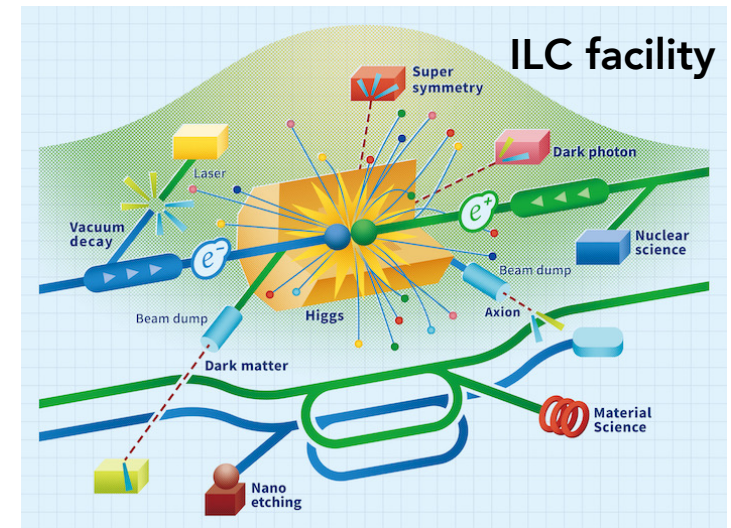 ILC facility
Super
symmetry
Dark photon
Laser
Vacuum
decay
e+
e-
Nuclear
science
Beam dump
Axion
Higgs
Beam dump
Dark matter
Material
Science
Nano
etching